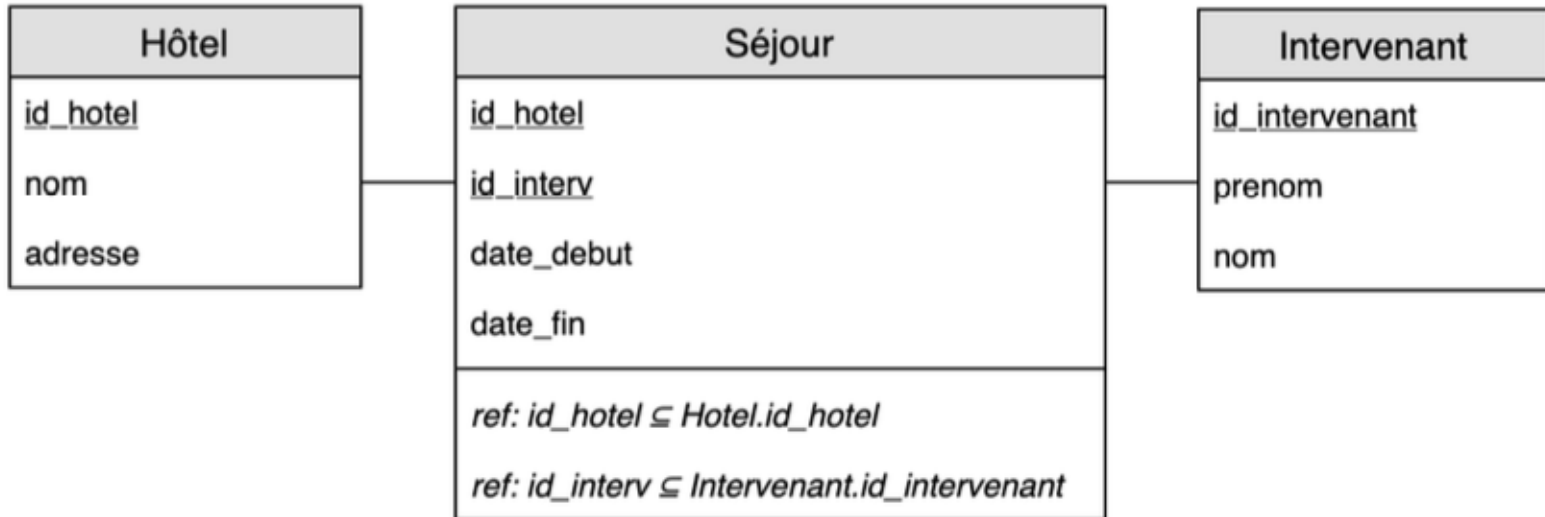 Hôtel
id_hotel
nom
adresse
Séjour
id_hotel
id_interv
date_debut
date_fin
ref: id_hotel ⊆ Hotel.id_hotel
ref: id_interv ⊆ Intervenant.id_intervenant
Intervenant
id_intervenant
prenom
nom